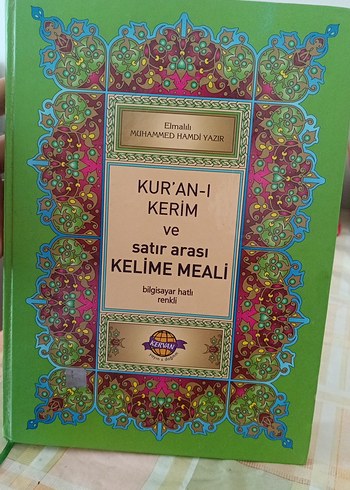 Elmalılı
MUHAMMED HAMDİ YAZIR
KUR'AN-I
KERİM
ve
satır arası
KELİME MEALİ
bilgisayar hatlı
renkli
KERVAN